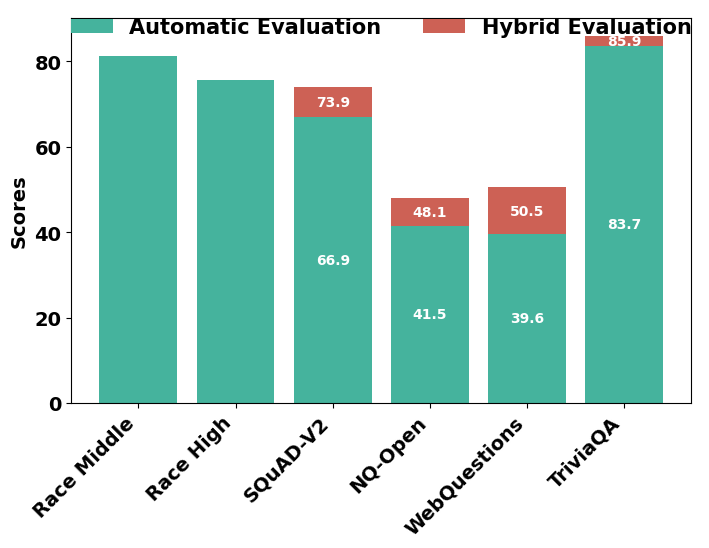 Automatic Evaluation Hybrid Evaluation
85.9
80
73.9
60
48.1
50.5
83.7
66.9
40
41.5
39.6
20
0
Scores
Race Middle
Race High
SQuAD-V2
NQ-Open
WebQuestions
TriviaQA